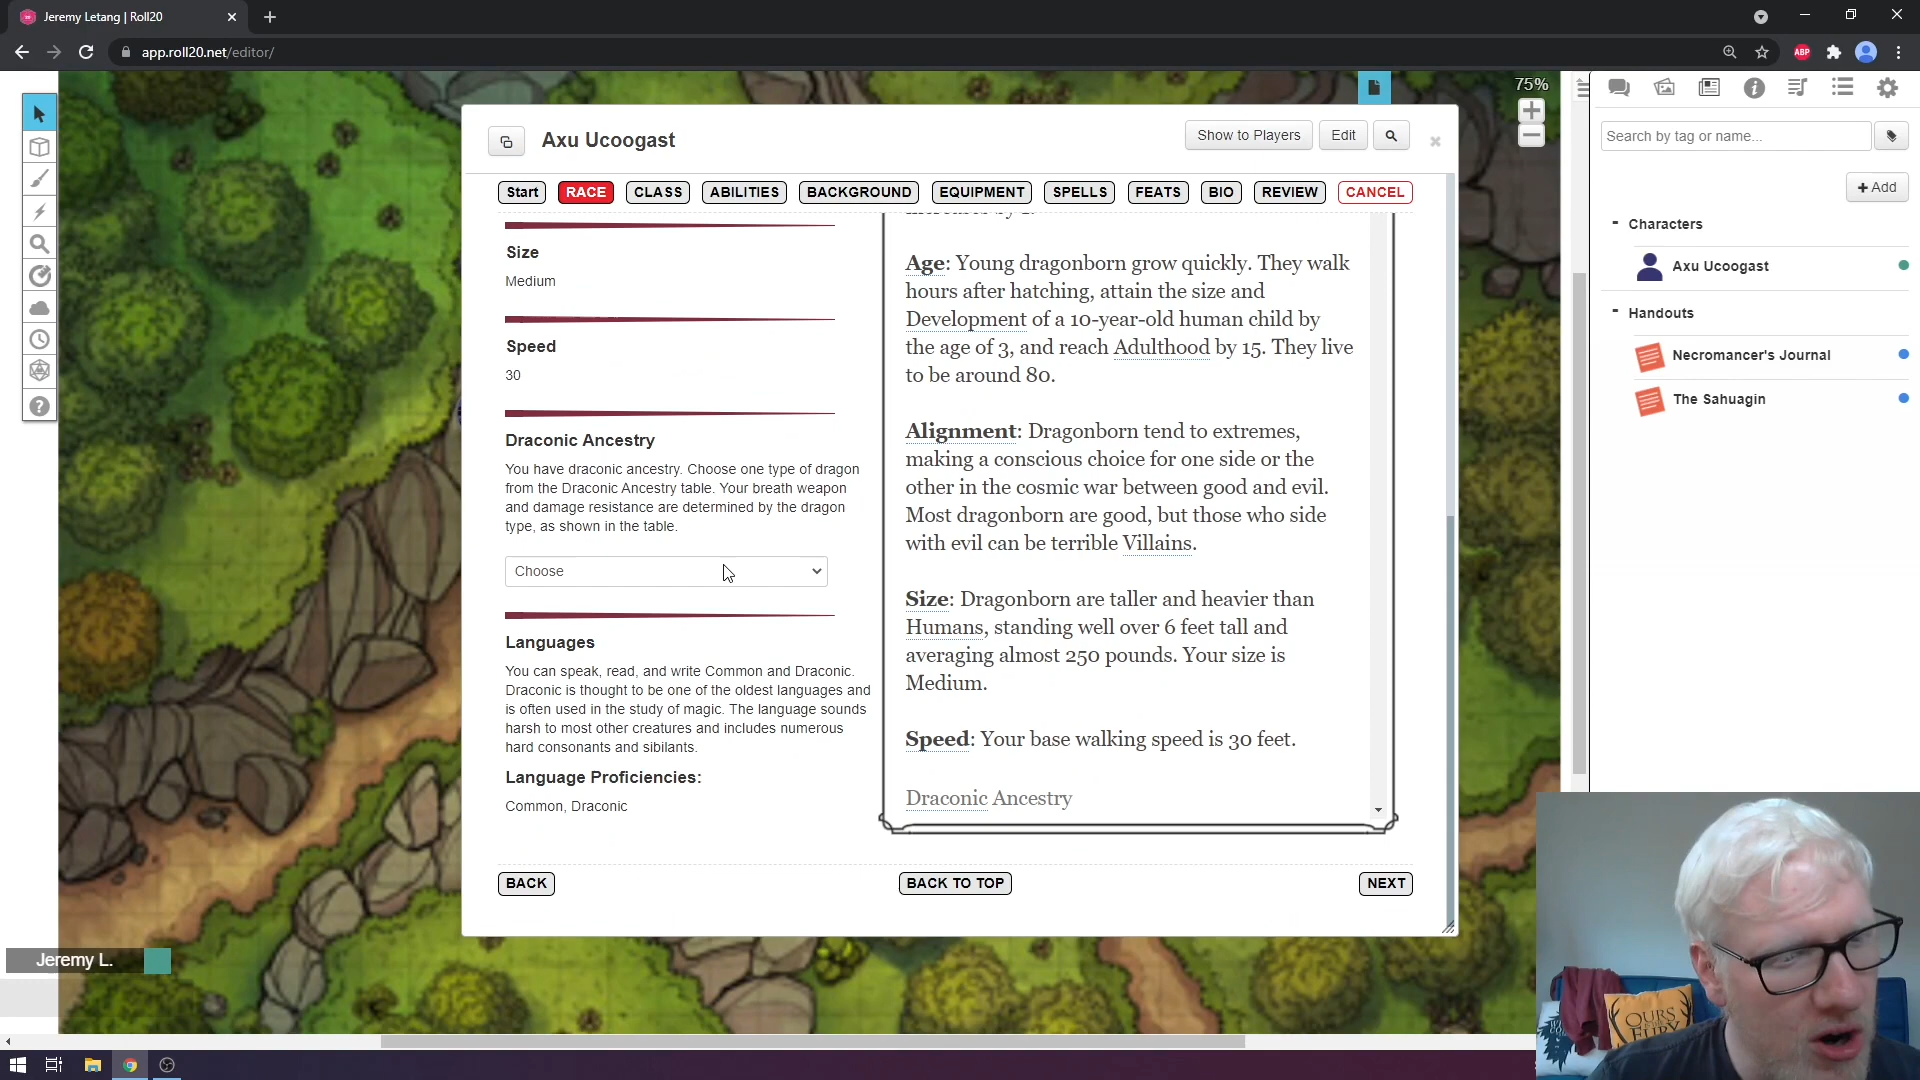 Jeremy Letang | Roll20
app.roll20.net/editor/
ABP
75%
Axu Ucoogast
Show to Players
Edit
Start
RACE
CLASS
ABILITIES
BACKGROUND
EQUIPMENT
SPELLS
FEATS
BIO
REVIEW
CANCEL
Size
Medium
Speed
30
Draconic Ancestry
You have draconic ancestry. Choose one type of dragon
from the Draconic Ancestry table. Your breath weapon
and damage resistance are determined by the dragon
type, as shown in the table.
Choose
Languages
You can speak, read, and write Common and Draconic.
Draconic is thought to be one of the oldest languages and
is often used in the study of magic. The language sounds
harsh to most other creatures and includes numerous
hard consonants and sibilants.
Language Proficiencies:
Common, Draconic
Age: Young dragonborn grow quickly. They walk
hours after hatching, attain the size and
Development of a 10-year-old human child by
the age of 3, and reach Adulthood by 15. They live
to be around 80.
Alignment: Dragonborn tend to extremes,
making a conscious choice for one side or the
other in the cosmic war between good and evil.
Most dragonborn are good, but those who side
with evil can be terrible Villains.
Size: Dragonborn are taller and heavier than
Humans, standing well over 6 feet tall and
averaging almost 250 pounds. Your size is
Medium.
Speed: Your base walking speed is 30 feet.
Draconic Ancestry
BACK
BACK TO TOP
NEXT
Search by tag or name...
+ Add
Characters
Axu Ucoogast
Handouts
Necromancer's Journal
The Sahuagin
Jeremy L.
OURS
FURY